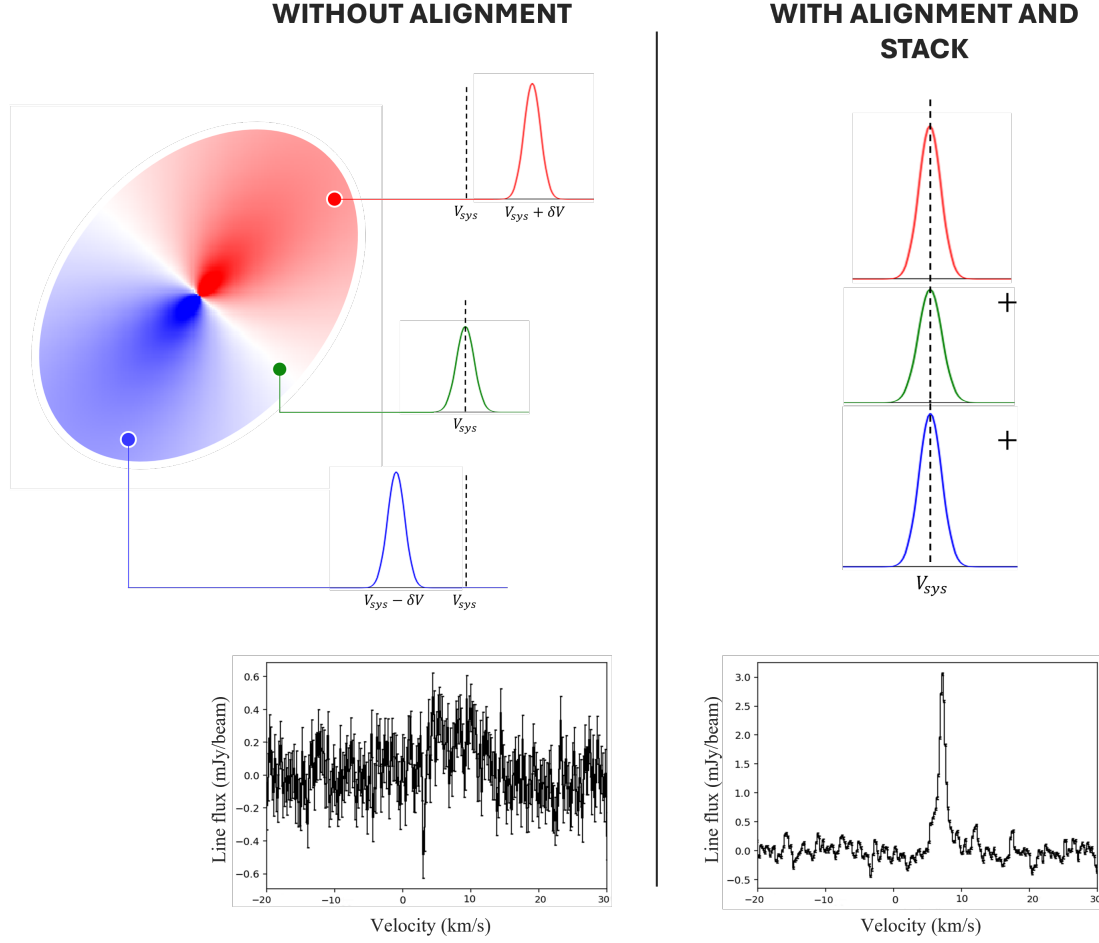 WITHOUT ALIGNMENT
WITH ALIGNMENT AND
STACK
V_sys
V_sys + δV
V_sys
V_sys − δV
V_sys
+
+
V_sys
Line flux (mJy/beam)
0.6
0.4
0.2
0.0
−0.2
−0.4
−0.6
−20
−10
0
10
20
30
Velocity (km/s)
Line flux (mJy/beam)
3.0
2.5
2.0
1.5
1.0
0.5
0.0
−0.5
−20
−10
0
10
20
Velocity (km/s)